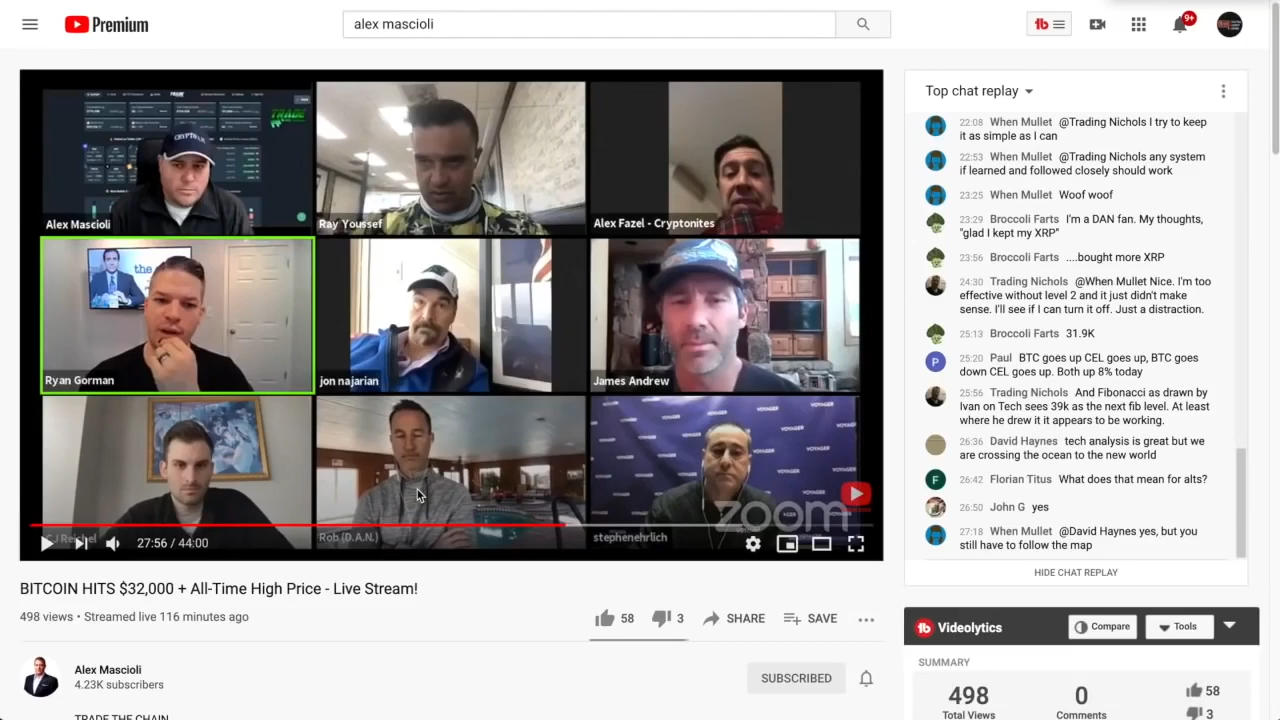 Premium
alex mascioli
9+
TRADE
CRYPTO
Alex Mascioli
Ray Youssef
Alex Fazel - Cryptonites
the
Ryan Gorman
jon najarian
James Andrew
VOYAGER
CJ Reichel
Rob (D.A.N.)
stephenehrlich
zoom
27:56 / 44:00
BITCOIN HITS $32,000 + All-Time High Price - Live Stream!
498 views • Streamed live 116 minutes ago
58
3
SHARE
SAVE
Alex Mascioli
4.23K subscribers
SUBSCRIBED
TRADE THE CHAIN
Top chat replay
22:08 When Mullet @Trading Nichols I try to keep
it as simple as I can
22:53 When Mullet @Trading Nichols any system
if learned and followed closely should work
23:25 When Mullet Woof woof
23:29 Broccoli Farts I'm a DAN fan. My thoughts,
"glad I kept my XRP"
23:56 Broccoli Farts ....bought more XRP
24:30 Trading Nichols @When Mullet Nice. I'm too
effective without level 2 and it just didn't make
sense. I'll see if I can turn it off. Just a distraction.
25:13 Broccoli Farts 31.9K
P
25:20 Paul BTC goes up CEL goes up, BTC goes
down CEL goes up. Both up 8% today
25:56 Trading Nichols And Fibonacci as drawn by
Ivan on Tech sees 39k as the next fib level. At least
where he drew it it appears to be working.
26:36 David Haynes tech analysis is great but we
are crossing the ocean to the new world
F
26:42 Florian Titus What does that mean for alts?
26:50 John G yes
27:18 When Mullet @David Haynes yes, but you
still have to follow the map
HIDE CHAT REPLAY
Videolytics
Compare
Tools
SUMMARY
498
Total Views
0
Comments
58
3